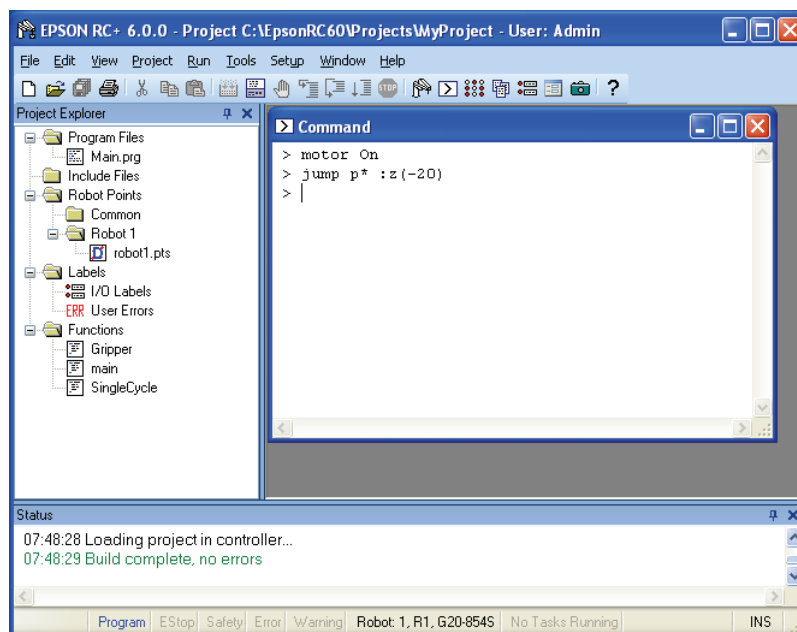 EPSON RC+ 6.0.0 - Project C:\EpsonRC60\Projects\MyProject - User: Admin
File Edit View Project Run Tools Setup Window Help
STOP
Project Explorer
Program Files
Main.prg
Include Files
Robot Points
Common
Robot 1
robot1.pts
Labels
I/O Labels
ERR User Errors
Functions
Gripper
main
SingleCycle
Command
> motor On
> jump p* :z(-20)
>
Status
07:48:28 Loading project in controller...
07:48:29 Build complete, no errors
Program EStop Safety Error Warning Robot: 1, R1, G20-854S No Tasks Running INS